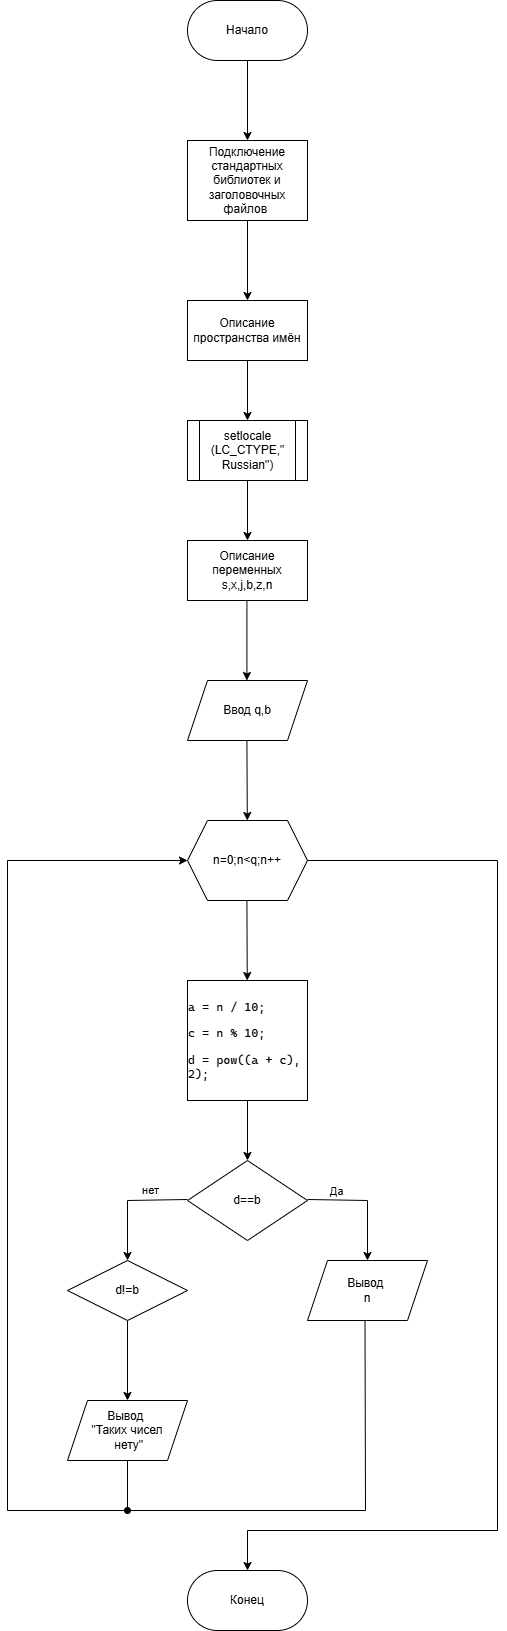 Начало
Подключение
стандартных
библиотек и
заголовочных
файлов
Описание
пространства имён
setlocale
(LC_CTYPE,"
Russian")
Описание
переменных
s,x,j,b,z,n
Ввод q,b
n=0;n<q;n++
a = n / 10;
c = n % 10;
d = pow((a + c),
2);
d==b
нет
Да
d!=b
Вывод
n
Вывод
"Таких чисел
нету"
Конец